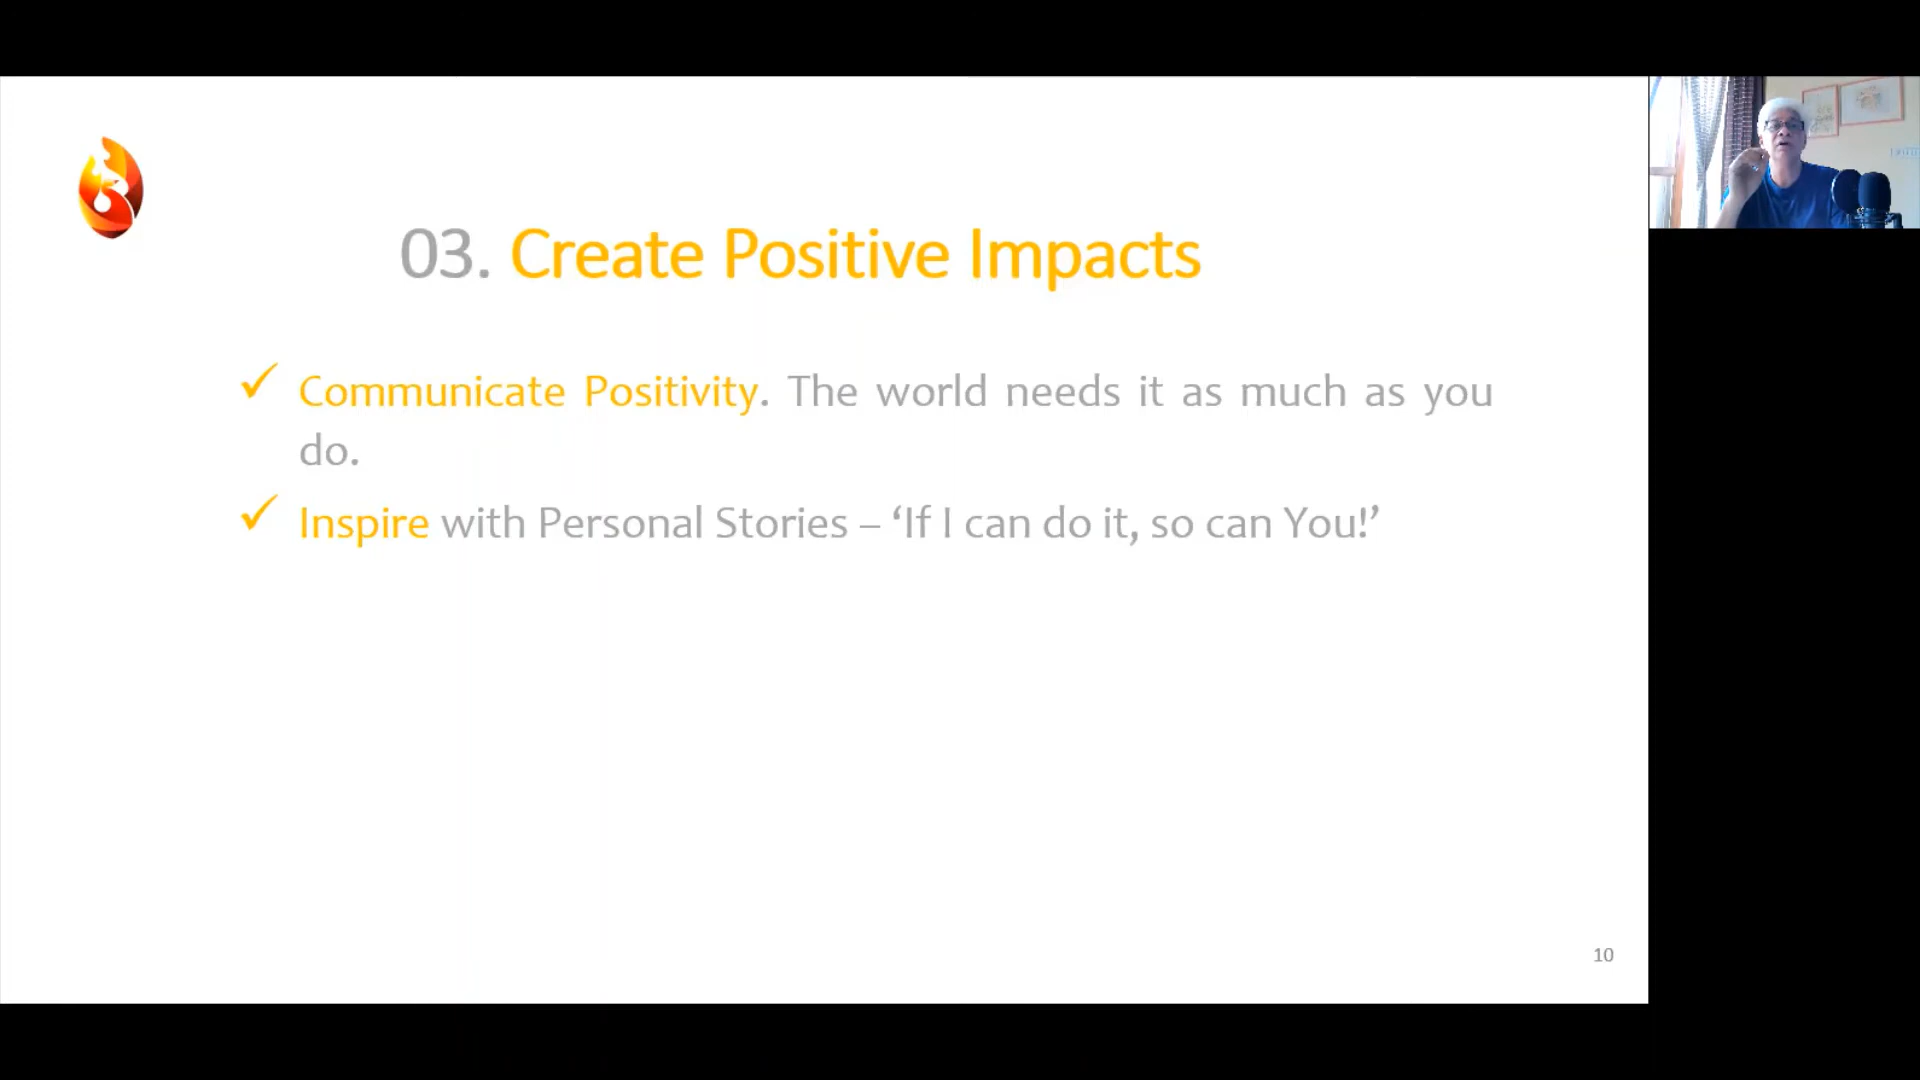 03. Create Positive Impacts
✓ Communicate Positivity. The world needs it as much as you
do.
✓ Inspire with Personal Stories – ‘If I can do it, so can You!’
10